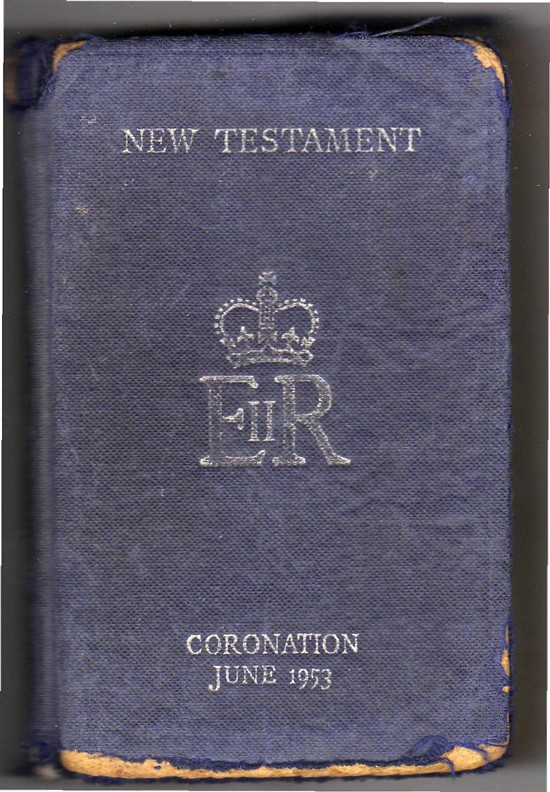 NEW TESTAMENT
EIIR
CORONATION
JUNE 1953